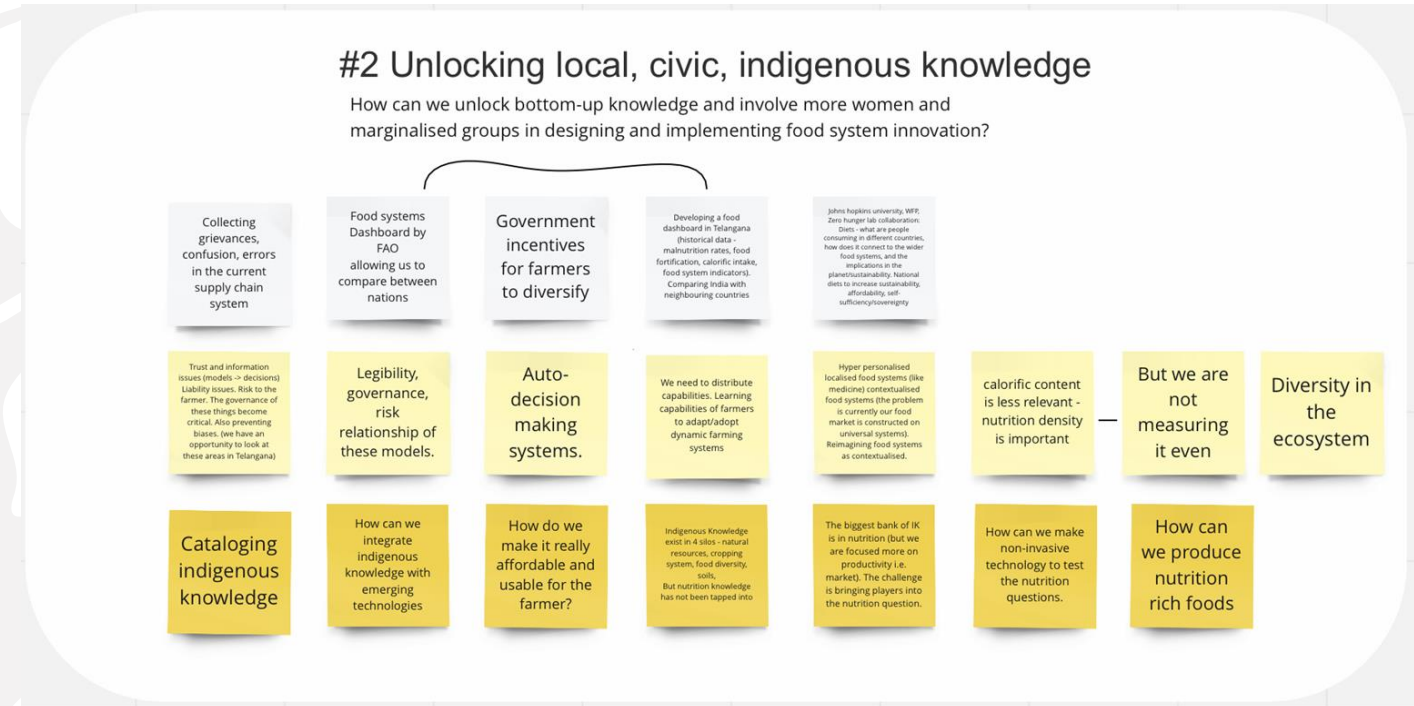 #2 Unlocking local, civic, indigenous knowledge
How can we unlock bottom-up knowledge and involve more women and
marginalised groups in designing and implementing food system innovation?
Collecting
grievances,
confusion, errors
in the current
supply chain
system
Food systems
Dashboard by
FAO
allowing us to
compare between
nations
Government
incentives
for farmers
to diversify
Developing a food
dashboard in Telangana
(historical data -
malnutrition rates, food
fortification, calorific intake,
food system indicators).
Comparing India with
neighbouring countries
Johns hopkins university, WFP,
Zero hunger lab collaboration:
Diets - what are people
consuming in different countries,
how does it connect to the wider
food systems, and the
implications in the
planet/sustainability. National
diets to increase sustainability,
affordability, self-
sufficiency/sovereignty
Trust and information
issues (models -> decisions)
Liability issues. Risk to the
farmer. The governance of
these things become
critical. Also preventing
biases. (we have an
opportunity to look at
these areas in Telangana)
Legibility,
governance,
risk
relationship of
these models.
Auto-
decision
making
systems.
We need to distribute
capabilities. Learning
capabilities of farmers
to adapt/adopt
dynamic farming
systems
Hyper personalised
localised food systems (like
medicine) contextualised
food systems (the problem
is currently our food
market is constructed on
universal systems).
Reimagining food systems
as contextualised.
calorific content
is less relevant -
nutrition density
is important
But we are
not
measuring
it even
Diversity in
the
ecosystem
Cataloging
indigenous
knowledge
How can we
integrate
indigenous
knowledge with
emerging
technologies
How do we
make it really
affordable and
usable for the
farmer?
Indigenous Knowledge
exist in 4 silos - natural
resources, cropping
system, food diversity,
soils,
But nutrition knowledge
has not been tapped into
The biggest bank of IK
is in nutrition (but we
are focused more on
productivity i.e.
market). The challenge
is bringing players into
the nutrition question.
How can we make
non-invasive
technology to test
the nutrition
questions.
How can
we produce
nutrition
rich foods